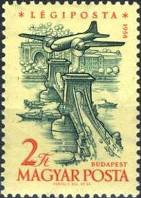 LÉGIPOSTA
1958
2 Ft
BUDAPEST
MAGYAR POSTA